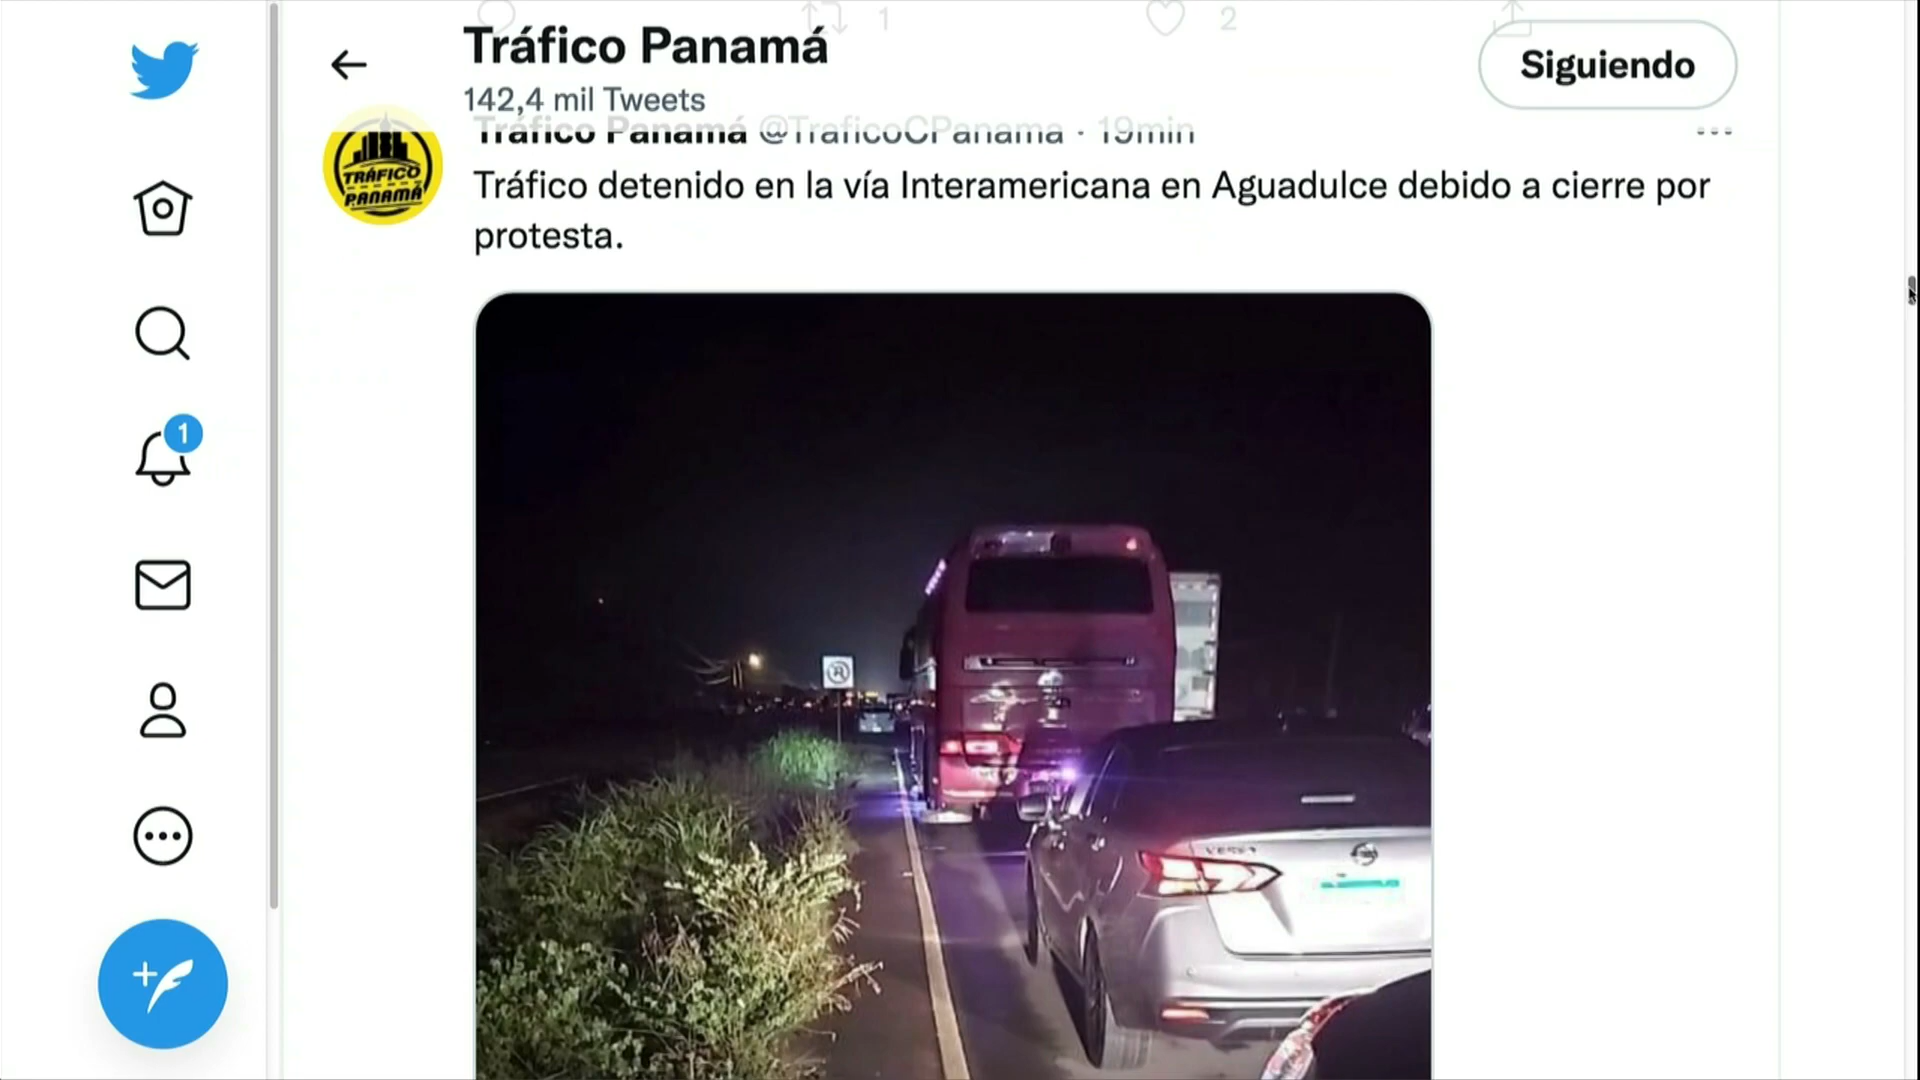 1
2
Tráfico Panamá
142,4 mil Tweets
Siguiendo
Tráfico Panamá @TraficoCPanama · 19min
TRÁFICO
PANAMÁ
Tráfico detenido en la vía Interamericana en Aguadulce debido a cierre por
protesta.
1
VERSA